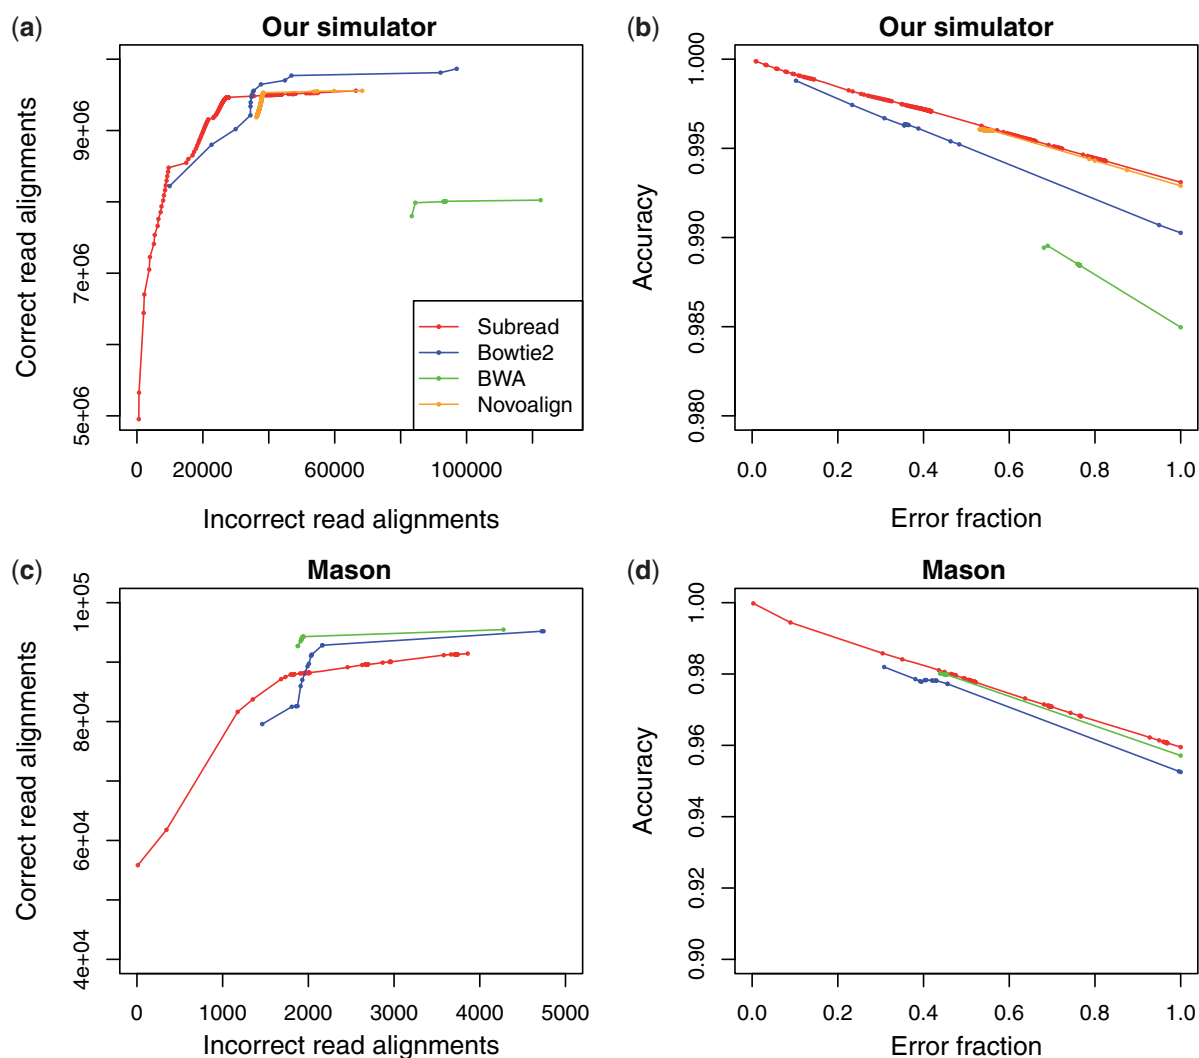 (a)
Our simulator
Correct read alignments
5e+06
7e+06
9e+06
0
20000
60000
100000
Incorrect read alignments
Subread
Bowtie2
BWA
Novoalign
(b)
Our simulator
Accuracy
0.980
0.985
0.990
0.995
1.000
0.0
0.2
0.4
0.6
0.8
1.0
Error fraction
(c)
Mason
Correct read alignments
4e+04
6e+04
8e+04
1e+05
0
1000
2000
3000
4000
5000
Incorrect read alignments
(d)
Mason
Accuracy
0.90
0.92
0.94
0.96
0.98
1.00
0.0
0.2
0.4
0.6
0.8
1.0
Error fraction